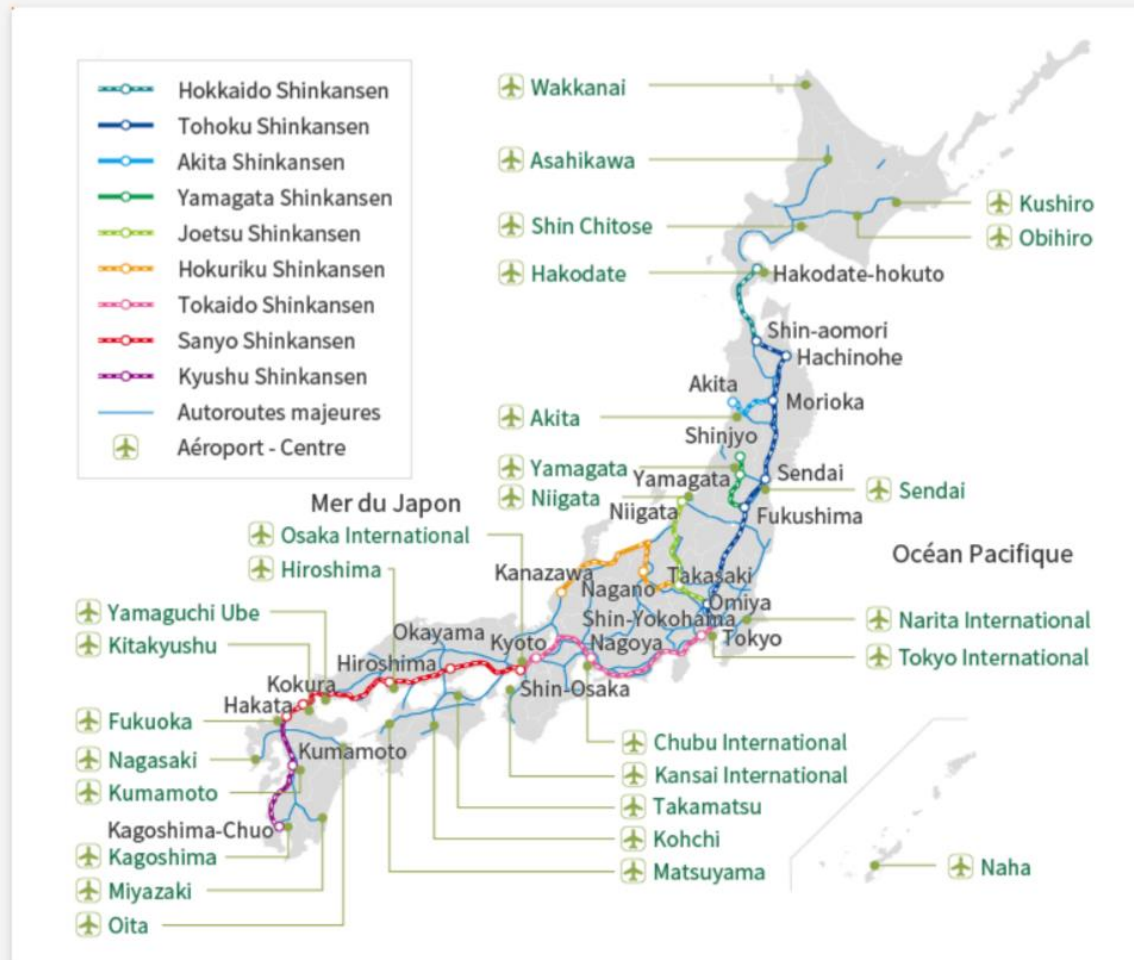 Hokkaido Shinkansen
Tohoku Shinkansen
Akita Shinkansen
Yamagata Shinkansen
Joetsu Shinkansen
Hokuriku Shinkansen
Tokaido Shinkansen
Sanyo Shinkansen
Kyushu Shinkansen
Autoroutes majeures
Aéroport - Centre
Wakkanai
Asahikawa
Kushiro
Shin Chitose
Obihiro
Hakodate
Hakodate-hokuto
Shin-aomori
Hachinohe
Akita
Morioka
Akita
Shinjyo
Yamagata
Sendai
Yamagata
Sendai
Niigata
Mer du Japon
Niigata
Fukushima
Osaka International
Océan Pacifique
Hiroshima
Kanazawa
Takasaki
Nagano
Omiya
Yamaguchi Ube
Shin-Yokohama
Narita International
Okayama
Kyoto
Nagoya
Tokyo
Kitakyushu
Tokyo International
Hiroshima
Kokura
Shin-Osaka
Hakata
Fukuoka
Chubu International
Kumamoto
Nagasaki
Kansai International
Kumamoto
Takamatsu
Kagoshima-Chuo
Kohchi
Kagoshima
Matsuyama
Naha
Miyazaki
Oita